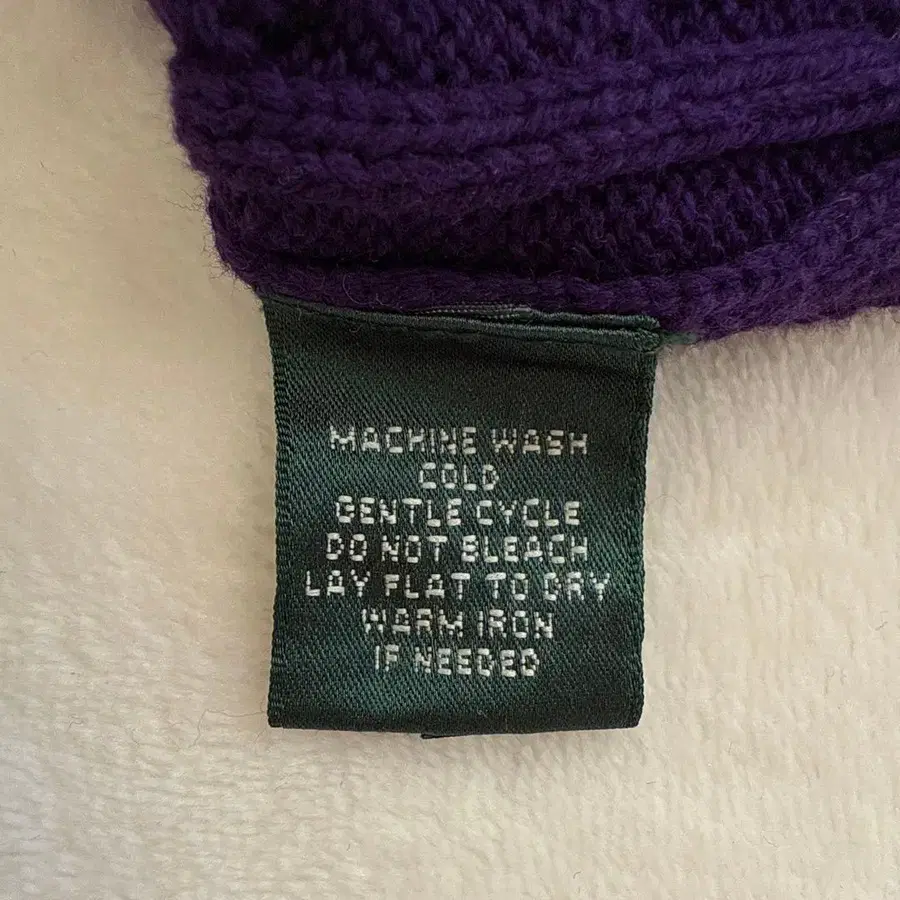 MACHINE WASH
COLD
GENTLE CYCLE
DO NOT BLEACH
LAY FLAT TO DRY
WARM IRON
IF NEEDED